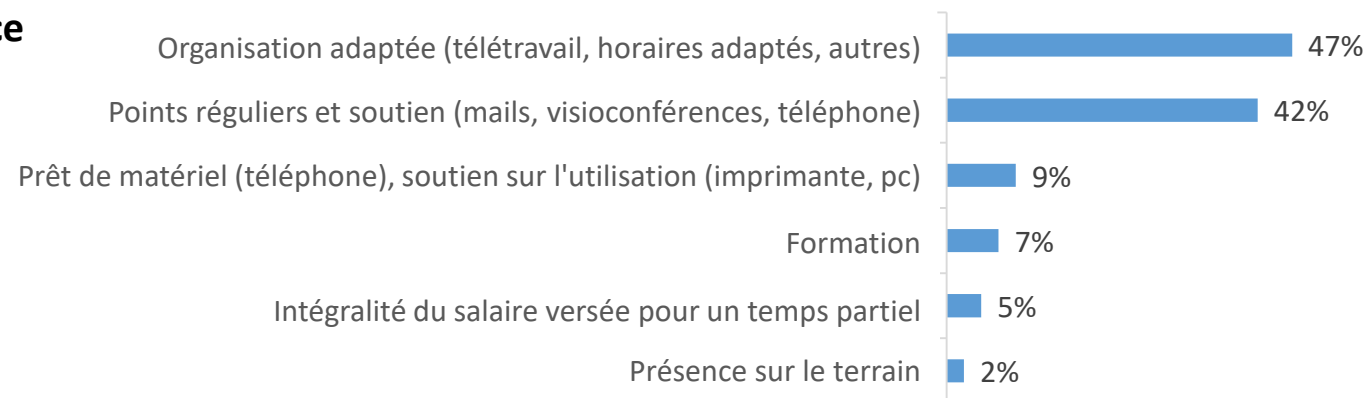 Organisation adaptée (télétravail, horaires adaptés, autres) 47%
Points réguliers et soutien (mails, visioconférences, téléphone) 42%
Prêt de matériel (téléphone), soutien sur l'utilisation (imprimante, pc) 9%
Formation 7%
Intégralité du salaire versée pour un temps partiel 5%
Présence sur le terrain 2%